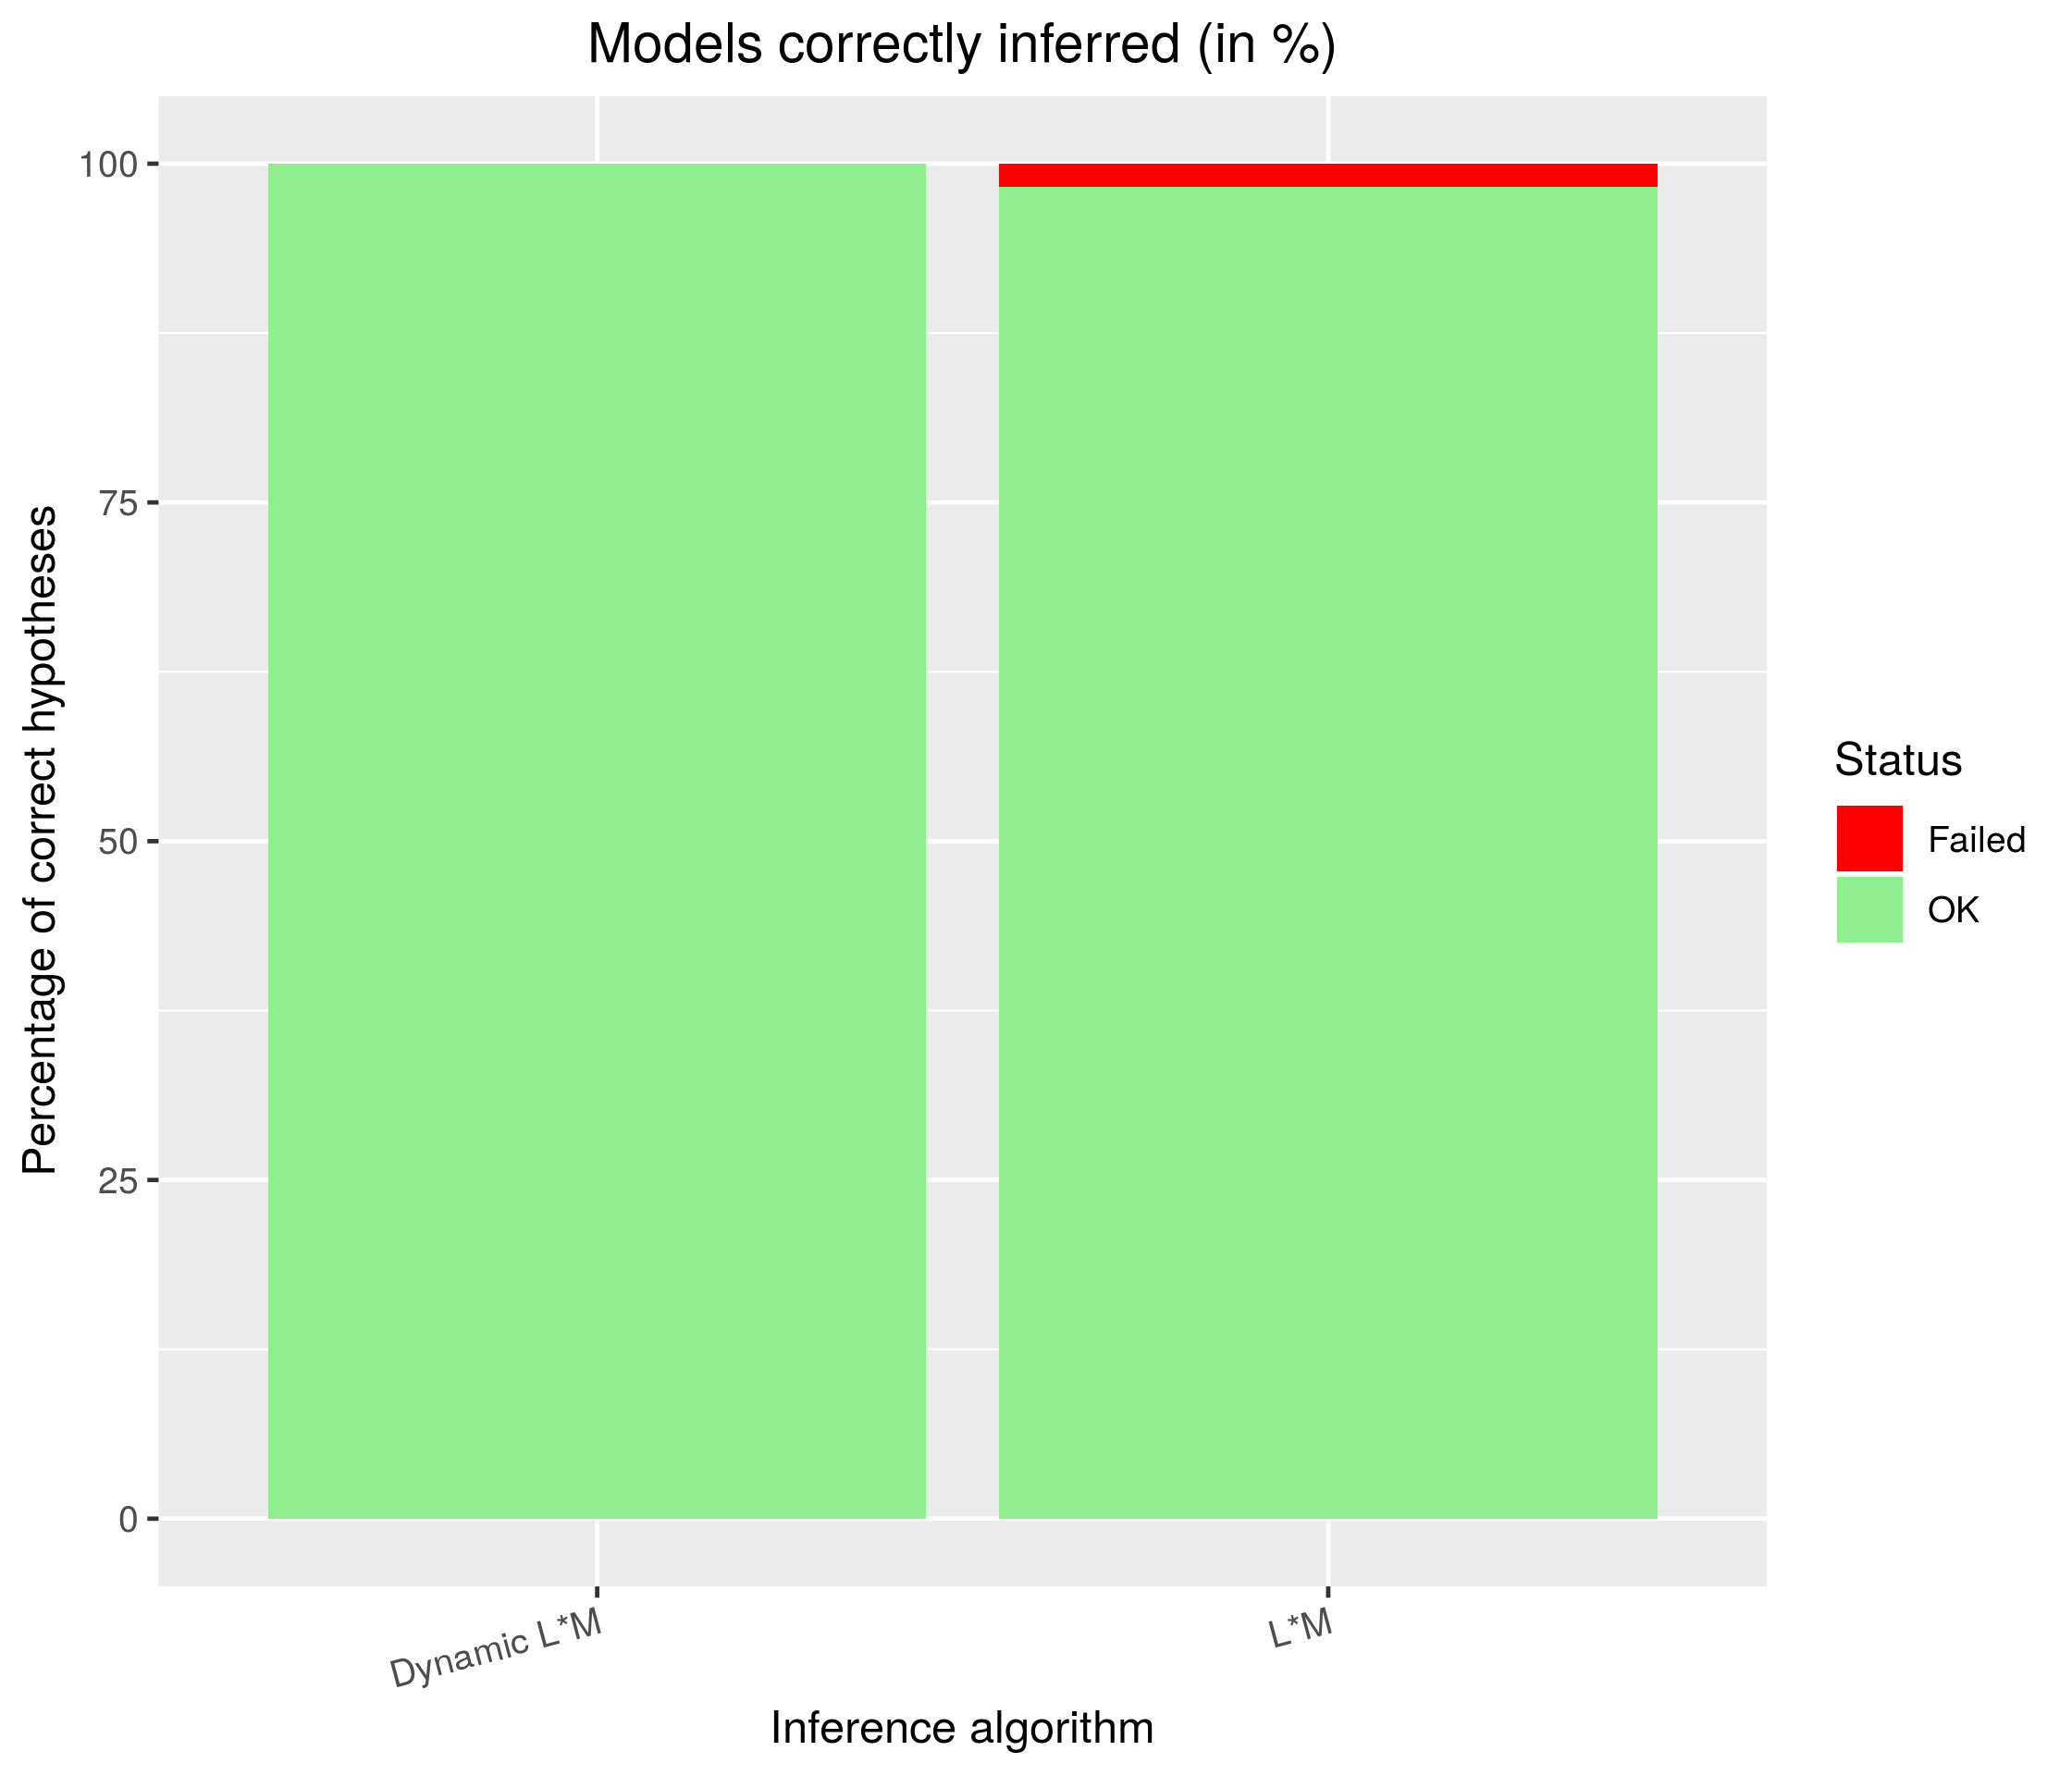 Models correctly inferred (in %)
Percentage of correct hypotheses
100
75
50
25
0
Dynamic L*M
L*M
Inference algorithm
Status
Failed
OK